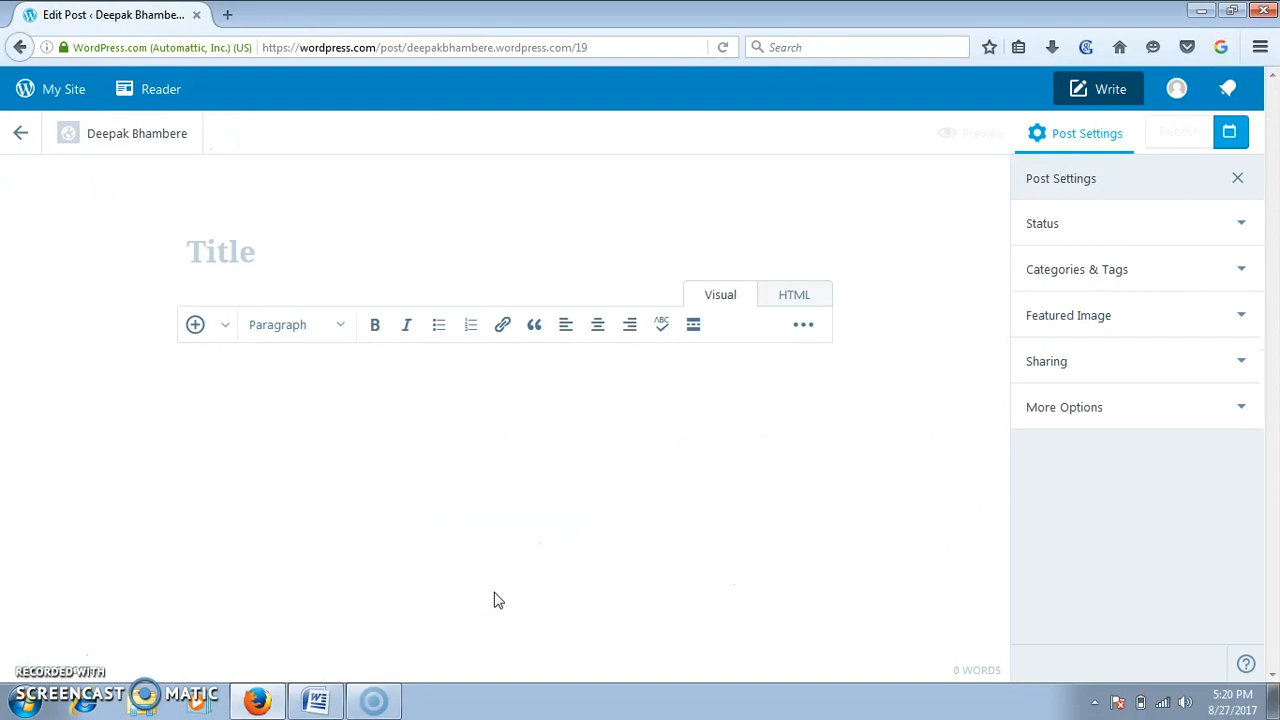 Edit Post ‹ Deepak Bhambe...
WordPress.com (Automattic, Inc.) (US)
https://wordpress.com/post/deepakbhambere.wordpress.com/19
Search
My Site
Reader
Write
Deepak Bhambere
Preview
Post Settings
Publish
Post Settings
Status
Title
Categories & Tags
Visual
HTML
Paragraph
B
I
ABC
Featured Image
Sharing
More Options
0 WORDS
RECORDED WITH
SCREENCAST MATIC
5:20 PM
8/27/2017